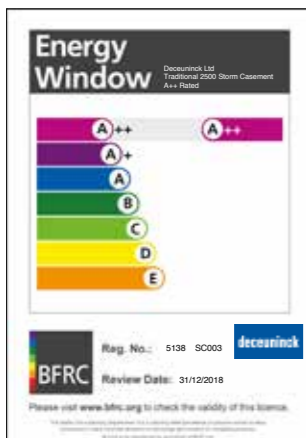 Energy
Window
Deceuninck Ltd
Traditional 2500 Storm Casement
A++ Rated
A++ A++
A+
A
B
C
D
E
BFRC
Reg. No.: 5138 SC003
deceuninck
Review Date: 31/12/2018
Please visit www.bfrc.org to check the validity of this licence.